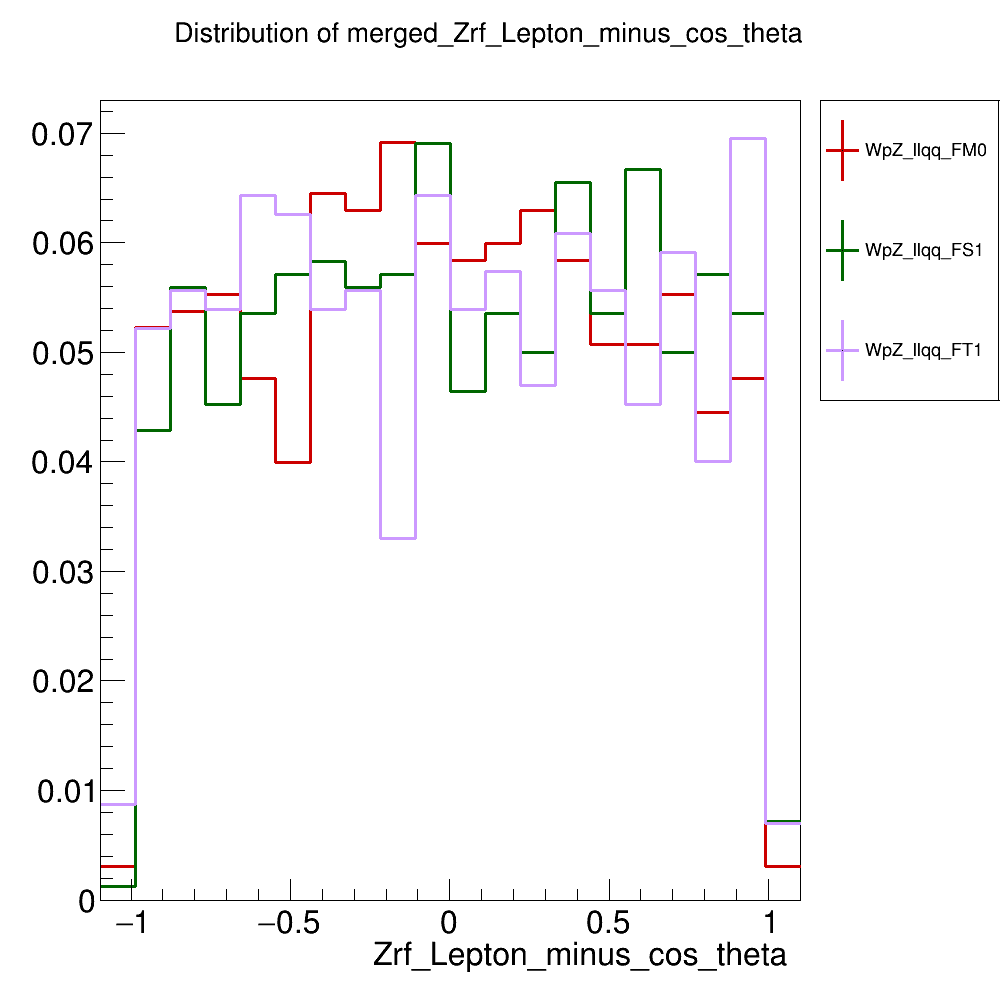 Distribution of merged_Zrf_Lepton_minus_cos_theta
0.07
0.06
0.05
0.04
0.03
0.02
0.01
0
−1
−0.5
0
0.5
1
Zrf_Lepton_minus_cos_theta
WpZ_llqq_FM0
WpZ_llqq_FS1
WpZ_llqq_FT1